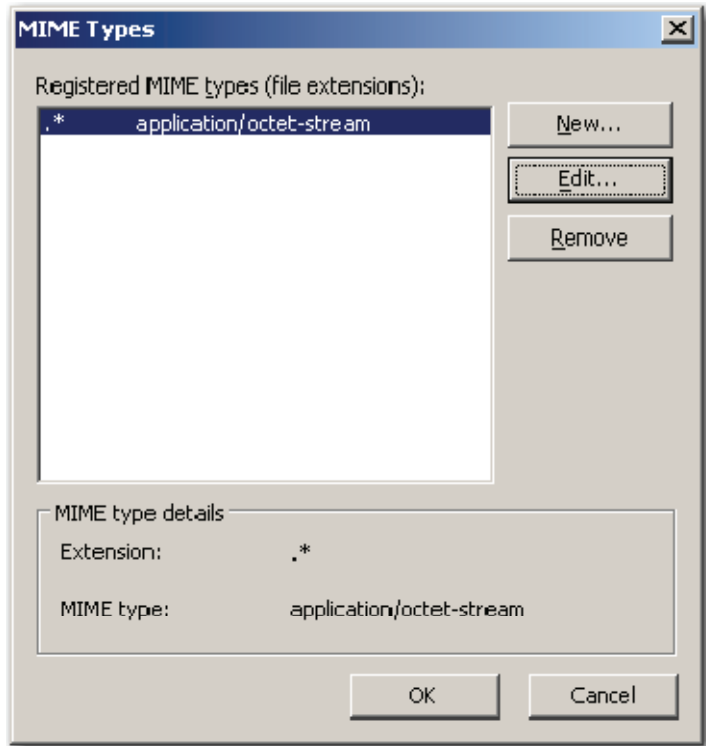 MIME Types
Registered MIME types (file extensions):
.* application/octet-stream
New...
Edit...
Remove
MIME type details
Extension: .*
MIME type: application/octet-stream
OK Cancel